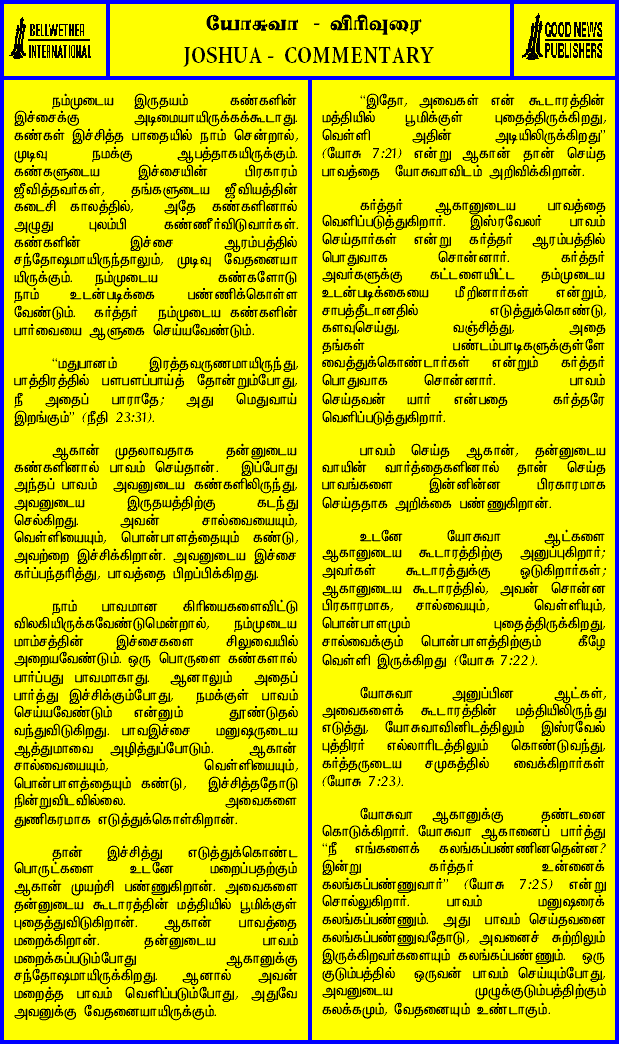 BELLWETHER
INTERNATIONAL
யோசுவா - விரிவுரை
JOSHUA - COMMENTARY
GOOD NEWS
PUBLISHERS
நம்முடைய இருதயம் கண்களின்
இச்சைக்கு அடிமையாயிருக்கக்கூடாது.
கண்கள் இச்சித்த பாதையில் நாம் சென்றால்,
முடிவு நமக்கு ஆபத்தாகயிருக்கும்.
கண்களுடைய இச்சையின் பிரகாரம்
ஜீவித்தவர்கள், தங்களுடைய ஜீவியத்தின்
கடைசி காலத்தில், அதே கண்களினால்
அழுது புலம்பி கண்ணீர்விடுவார்கள்.
கண்களின் இச்சை ஆரம்பத்தில்
சந்தோஷமாயிருந்தாலும், முடிவு வேதனையா
யிருக்கும். நம்முடைய கண்களோடு
நாம் உடன்படிக்கை பண்ணிக்கொள்ள
வேண்டும். கர்த்தர் நம்முடைய கண்களின்
பார்வையை ஆளுகை செய்யவேண்டும்.
“மதுபானம் இரத்தவருணமாயிருந்து,
பாத்திரத்தில் பளபளப்பாய்த் தோன்றும்போது,
நீ அதைப் பாராதே; அது மெதுவாய்
இறங்கும்” (நீதி 23:31).
ஆகான் முதலாவதாக தன்னுடைய
கண்களினால் பாவம் செய்தான். இப்போது
அந்தப் பாவம் அவனுடைய கண்களிலிருந்து,
அவனுடைய இருதயத்திற்கு கடந்து
செல்கிறது. அவன் சால்வையையும்,
வெள்ளியையும், பொன்பாளத்தையும் கண்டு,
அவற்றை இச்சிக்கிறான். அவனுடைய இச்சை
கர்ப்பந்தரித்து, பாவத்தை பிறப்பிக்கிறது.
நாம் பாவமான கிரியைகளைவிட்டு
விலகியிருக்கவேண்டுமென்றால், நம்முடைய
மாம்சத்தின் இச்சைகளை சிலுவையில்
அறையவேண்டும். ஒரு பொருளை கண்களால்
பார்ப்பது பாவமாகாது. ஆனாலும் அதைப்
பார்த்து இச்சிக்கும்போது, நமக்குள் பாவம்
செய்யவேண்டும் என்னும் தூண்டுதல்
வந்துவிடுகிறது. பாவஇச்சை மனுஷருடைய
ஆத்துமாவை அழித்துப்போடும். ஆகான்
சால்வையையும், வெள்ளியையும்,
பொன்பாளத்தையும் கண்டு, இச்சித்ததோடு
நின்றுவிடவில்லை. அவைகளை
துணிகரமாக எடுத்துக்கொள்கிறான்.
தான் இச்சித்து எடுத்துக்கொண்ட
பொருட்களை உடனே மறைப்பதற்கும்
ஆகான் முயற்சி பண்ணுகிறான். அவைகளை
தன்னுடைய கூடாரத்தின் மத்தியில் பூமிக்குள்
புதைத்துவிடுகிறான். ஆகான் பாவத்தை
மறைக்கிறான். தன்னுடைய பாவம்
மறைக்கப்படும்போது ஆகானுக்கு
சந்தோஷமாயிருக்கிறது. ஆனால் அவன்
மறைத்த பாவம் வெளிப்படும்போது, அதுவே
அவனுக்கு வேதனையாயிருக்கும்.
“இதோ, அவைகள் என் கூடாரத்தின்
மத்தியில் பூமிக்குள் புதைத்திருக்கிறது,
வெள்ளி அதின் அடியிலிருக்கிறது”
(யோசு 7:21) என்று ஆகான் தான் செய்த
பாவத்தை யோசுவாவிடம் அறிவிக்கிறான்.
கர்த்தர் ஆகானுடைய பாவத்தை
வெளிப்படுத்துகிறார். இஸ்ரவேலர் பாவம்
செய்தார்கள் என்று கர்த்தர் ஆரம்பத்தில்
பொதுவாக சொன்னார். கர்த்தர்
அவர்களுக்கு கட்டளையிட்ட தம்முடைய
உடன்படிக்கையை மீறினார்கள் என்றும்,
சாபத்தீடானதில் எடுத்துக்கொண்டு,
களவுசெய்து, வஞ்சித்து, அதை
தங்கள் பண்டம்பாடிகளுக்குள்ளே
வைத்துக்கொண்டார்கள் என்றும் கர்த்தர்
பொதுவாக சொன்னார். பாவம்
செய்தவன் யார் என்பதை கர்த்தரே
வெளிப்படுத்துகிறார்.
பாவம் செய்த ஆகான், தன்னுடைய
வாயின் வார்த்தைகளினால் தான் செய்த
பாவங்களை இன்னின்ன பிரகாரமாக
செய்ததாக அறிக்கை பண்ணுகிறான்.
உடனே யோசுவா ஆட்களை
ஆகானுடைய கூடாரத்திற்கு அனுப்புகிறார்;
அவர்கள் கூடாரத்துக்கு ஓடுகிறார்கள்;
ஆகானுடைய கூடாரத்தில், அவன் சொன்ன
பிரகாரமாக, சால்வையும், வெள்ளியும்,
பொன்பாளமும் புதைத்திருக்கிறது,
சால்வைக்கும் பொன்பாளத்திற்கும் கீழே
வெள்ளி இருக்கிறது (யோசு 7:22).
யோசுவா அனுப்பின ஆட்கள்,
அவைகளைக் கூடாரத்தின் மத்தியிலிருந்து
எடுத்து, யோசுவாவினிடத்திலும் இஸ்ரவேல்
புத்திரர் எல்லாரிடத்திலும் கொண்டுவந்து,
கர்த்தருடைய சமுகத்தில் வைக்கிறார்கள்
(யோசு 7:23).
யோசுவா ஆகானுக்கு தண்டனை
கொடுக்கிறார். யோசுவா ஆகானைப் பார்த்து
“நீ எங்களைக் கலங்கப்பண்ணினதென்ன?
இன்று கர்த்தர் உன்னைக்
கலங்கப்பண்ணுவார்” (யோசு 7:25) என்று
சொல்லுகிறார். பாவம் மனுஷரைக்
கலங்கப்பண்ணும். அது பாவம் செய்தவனை
கலங்கப்பண்ணுவதோடு, அவனைச் சுற்றிலும்
இருக்கிறவர்களையும் கலங்கப்பண்ணும். ஒரு
குடும்பத்தில் ஒருவன் பாவம் செய்யும்போது,
அவனுடைய முழுக்குடும்பத்திற்கும்
கலக்கமும், வேதனையும் உண்டாகும்.